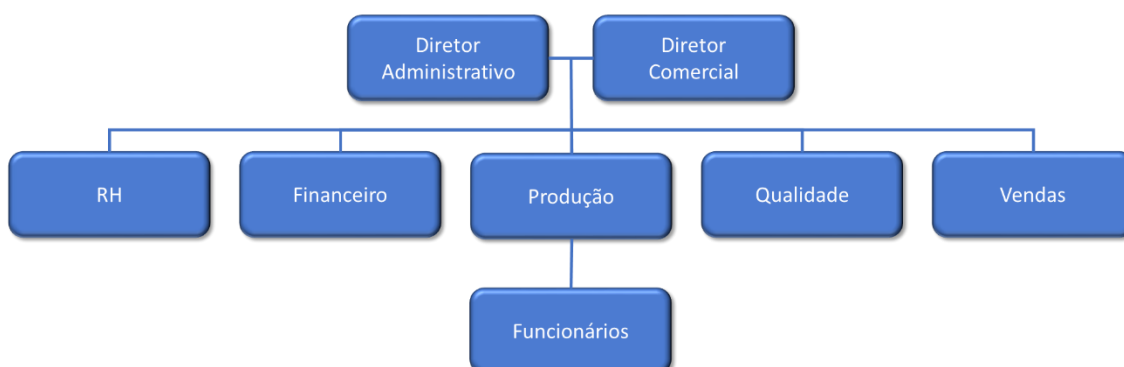 Diretor
Administrativo
Diretor
Comercial
RH
Financeiro
Produção
Qualidade
Vendas
Funcionários